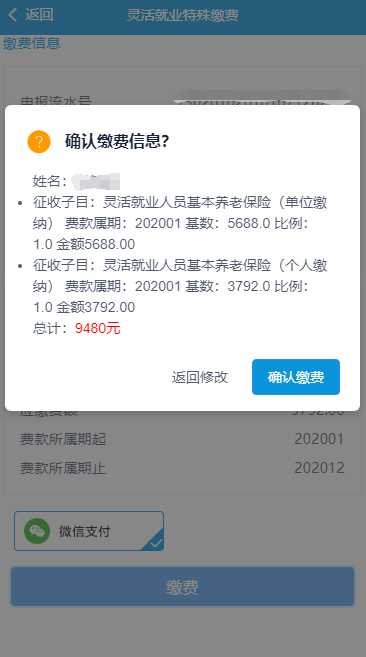 返回
灵活就业特殊缴费
缴费信息
申报流水号
确认缴费信息?
姓名:
征收子目：灵活就业人员基本养老保险（单位缴
纳） 费款属期：202001 基数：5688.0 比例：
1.0 金额5688.00
征收子目：灵活就业人员基本养老保险（个人缴
纳） 费款属期：202001 基数：3792.0 比例：
1.0 金额3792.00
总计：9480元
返回修改
确认缴费
应缴费额
3792.00
费款所属期起
202001
费款所属期止
202012
微信支付
缴费